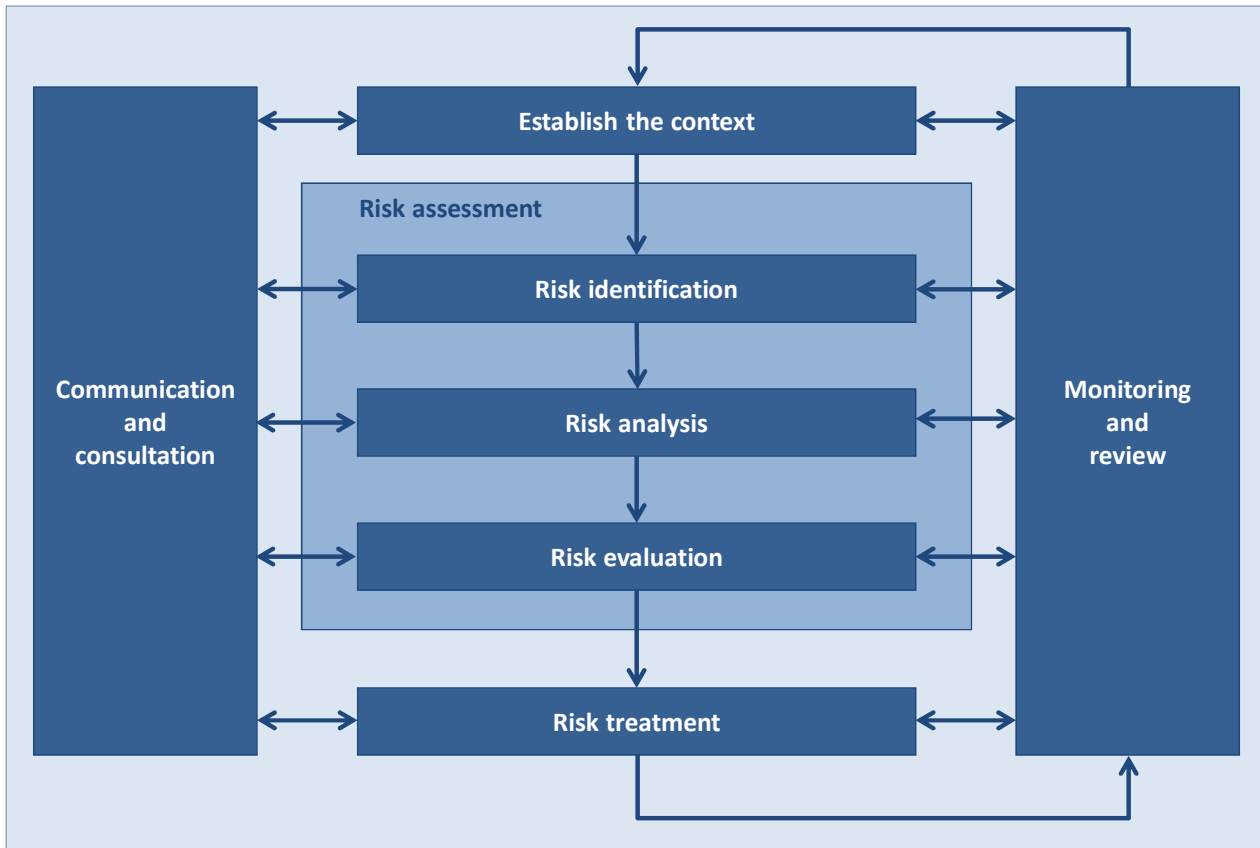 Establish the context
Risk assessment
Risk identification
Communication
and
consultation
Risk analysis
Monitoring
and
review
Risk evaluation
Risk treatment